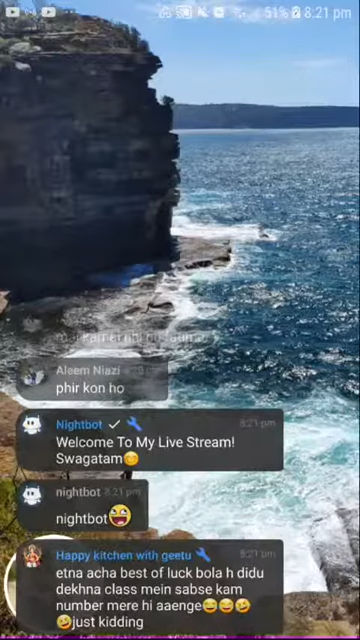 51% 8:21 pm
Aleem Niazi
phir kon ho
Nightbot 8:21 pm
Welcome To My Live Stream!
Swagatam😊
nightbot 8:21 pm
nightbot😆
Happy kitchen with geetu 8:21 pm
etna acha best of luck bola h didu
dekhna class mein sabse kam
number mere hi aaenge😂😂🤣
🤣just kidding